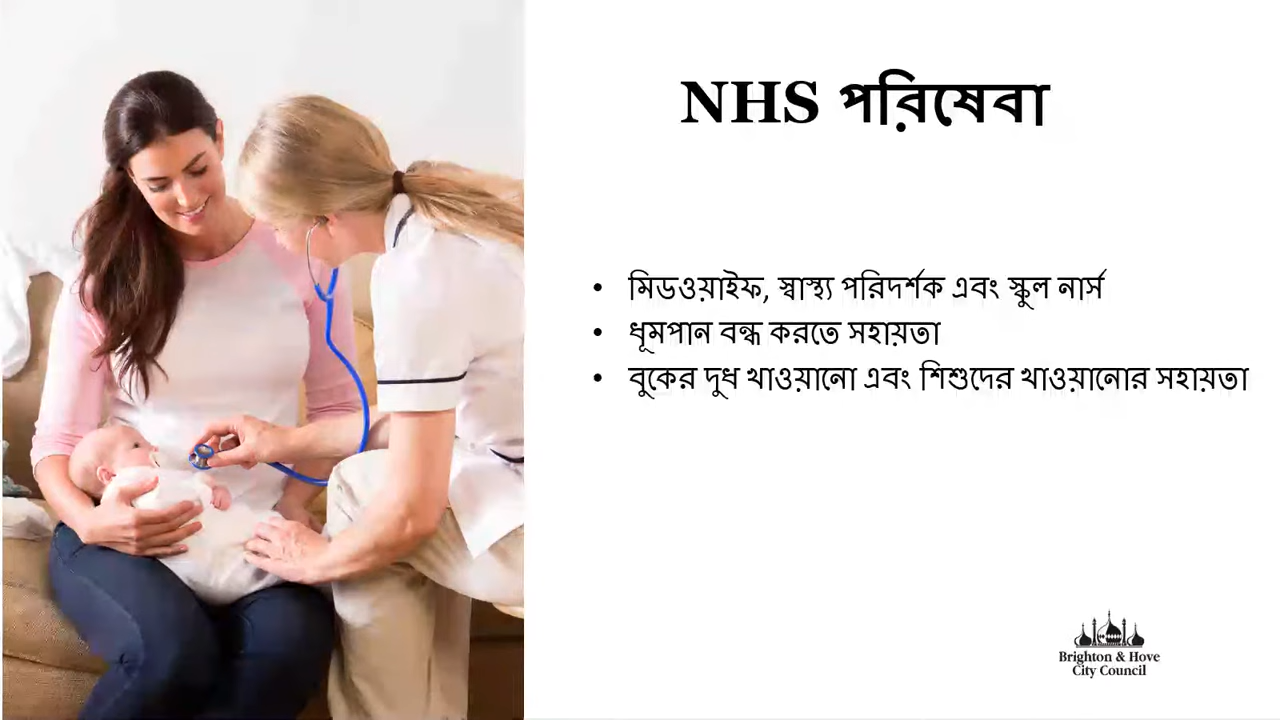 NHS পরিষেবা
• মিডওয়াইফ, স্বাস্থ্য পরিদর্শক এবং স্কুল নার্স
• ধূমপান বন্ধ করতে সহায়তা
• বুকের দুধ খাওয়ানো এবং শিশুদের খাওয়ানোর সহায়তা
Brighton & Hove
City Council